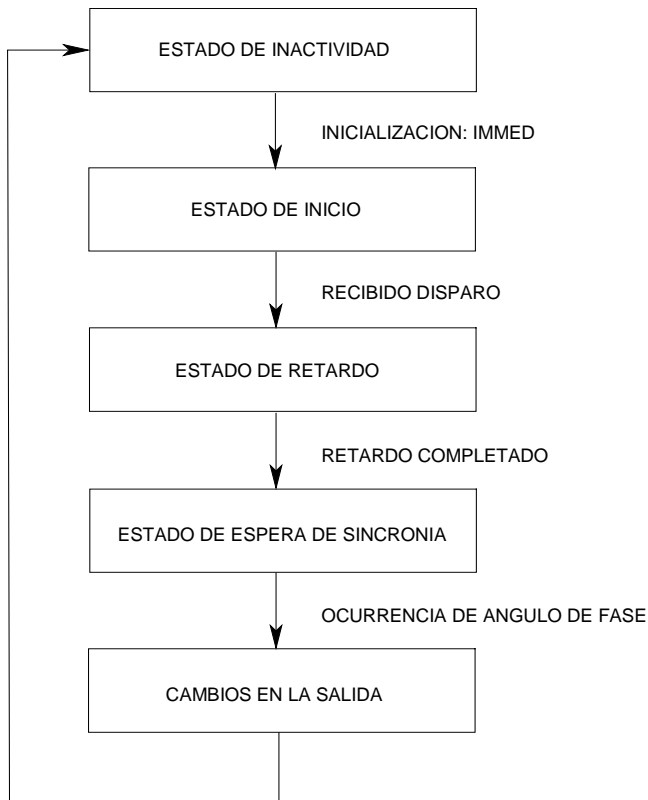 ESTADO DE INACTIVIDAD
INICIALIZACION: IMMED
ESTADO DE INICIO
RECIBIDO DISPARO
ESTADO DE RETARDO
RETARDO COMPLETADO
ESTADO DE ESPERA DE SINCRONIA
OCURRENCIA DE ANGULO DE FASE
CAMBIOS EN LA SALIDA